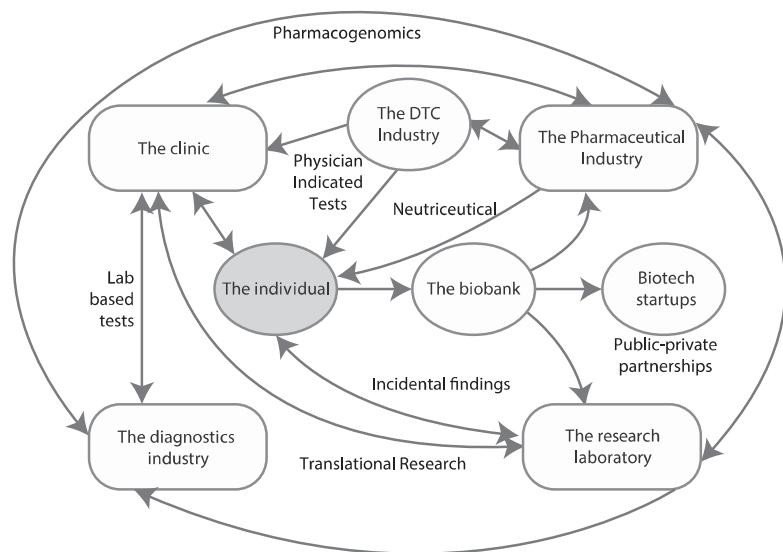 Pharmacogenomics
The DTC
Industry
The clinic
The Pharmaceutical
Industry
Physician
Indicated
Tests
Neutriceutical
Lab
based
tests
The individual
The biobank
Biotech
startups
Public-private
partnerships
Incidental findings
The diagnostics
industry
The research
laboratory
Translational Research